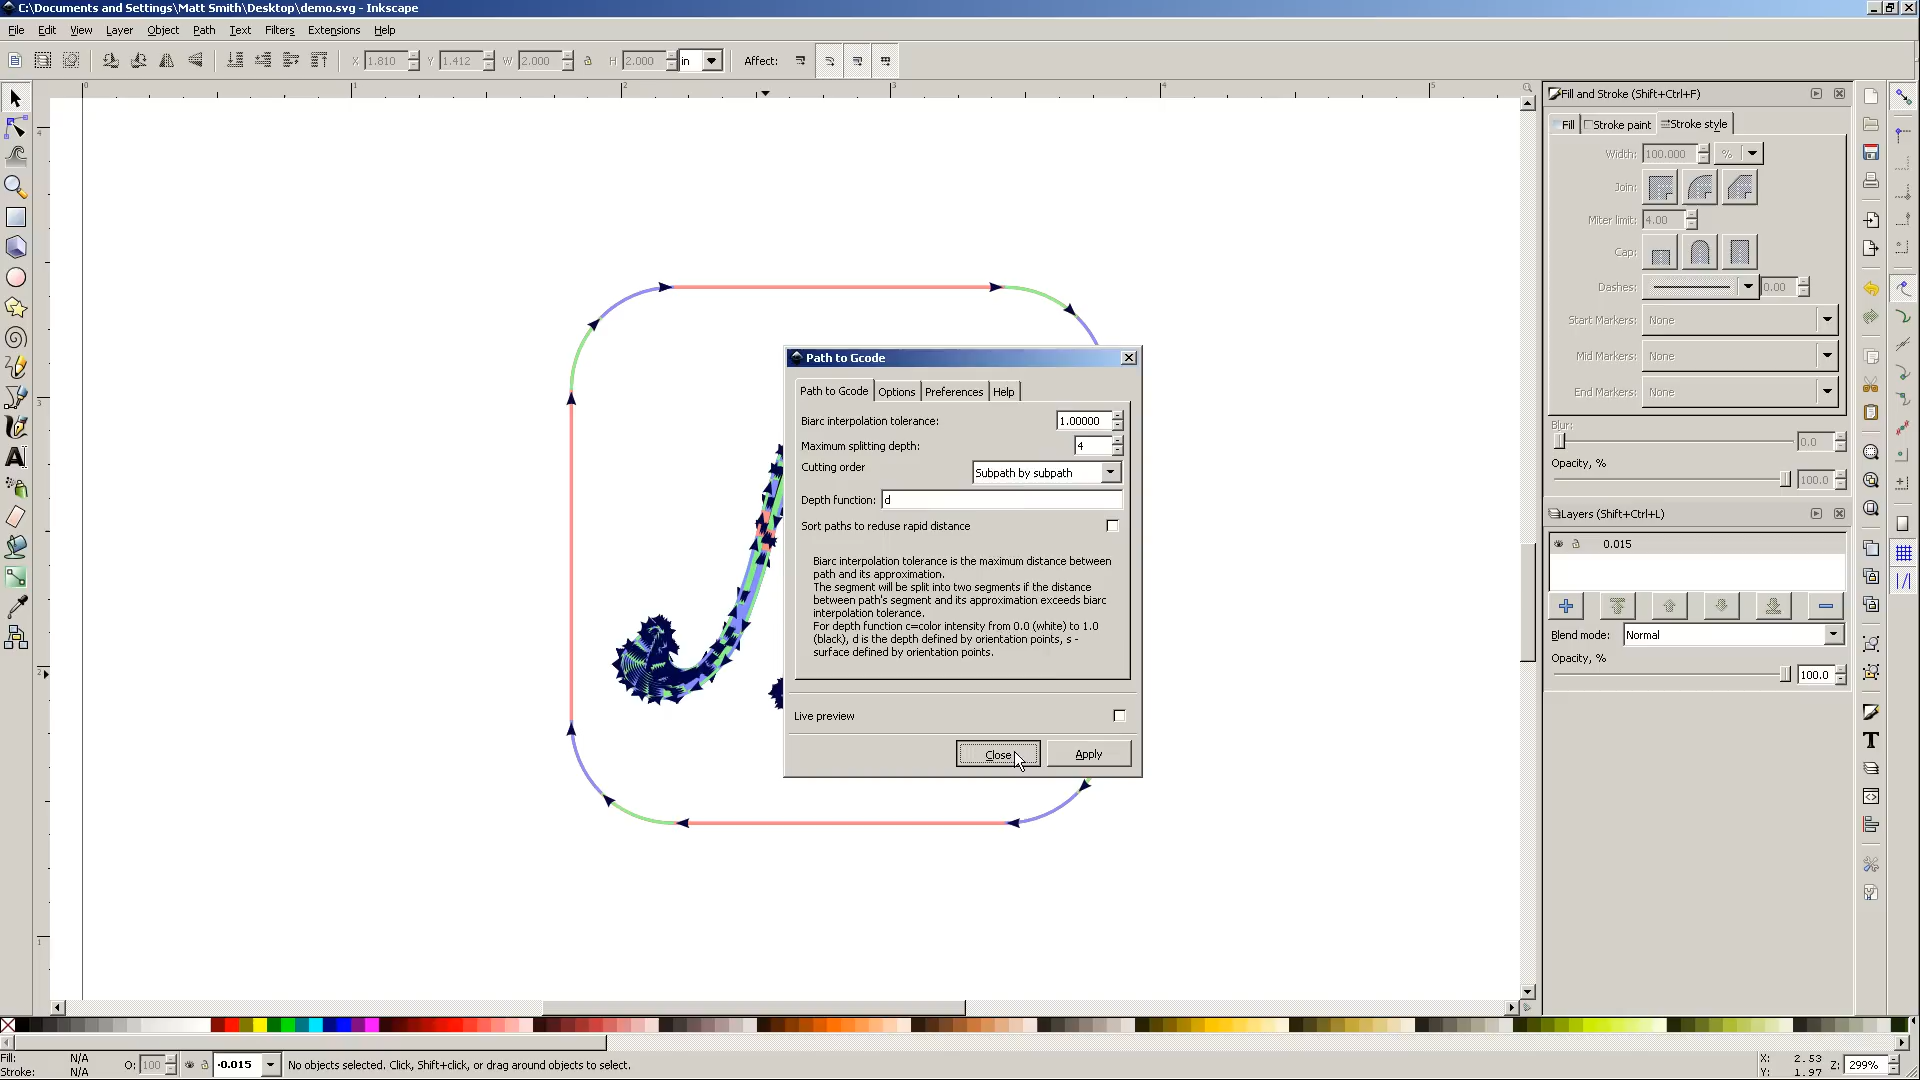 C:\Documents and Settings\Matt Smith\Desktop\demo.svg - Inkscape
File Edit View Layer Object Path Text Filters Extensions Help
X 1.810 Y 1.412 W 2.000 H 2.000 in Affect:
Fill and Stroke (Shift+Ctrl+F)
Fill Stroke paint Stroke style
Width: 100.000 %
Join:
Miter limit: 4.00
Cap:
Dashes: 0.00
Start Markers: None
Mid Markers: None
End Markers: None
Blur:
0.0
Opacity, %
100.0
Layers (Shift+Ctrl+L)
0.015
Blend mode: Normal
Opacity, %
100.0
Path to Gcode
Path to Gcode Options Preferences Help
Biarc interpolation tolerance: 1.00000
Maximum splitting depth: 4
Cutting order Subpath by subpath
Depth function: d
Sort paths to reduse rapid distance
Biarc interpolation tolerance is the maximum distance between
path and its approximation.
The segment will be split into two segments if the distance
between path's segment and its approximation exceeds biarc
interpolation tolerance.
For depth function c=color intensity from 0.0 (white) to 1.0
(black), d is the depth defined by orientation points, s -
surface defined by orientation points.
Live preview
Close Apply
Fill: N/A
Stroke: N/A
O: 100 -0.015 No objects selected. Click, Shift+click, or drag around objects to select.
X: 2.53
Y: 1.97
Z: 299%